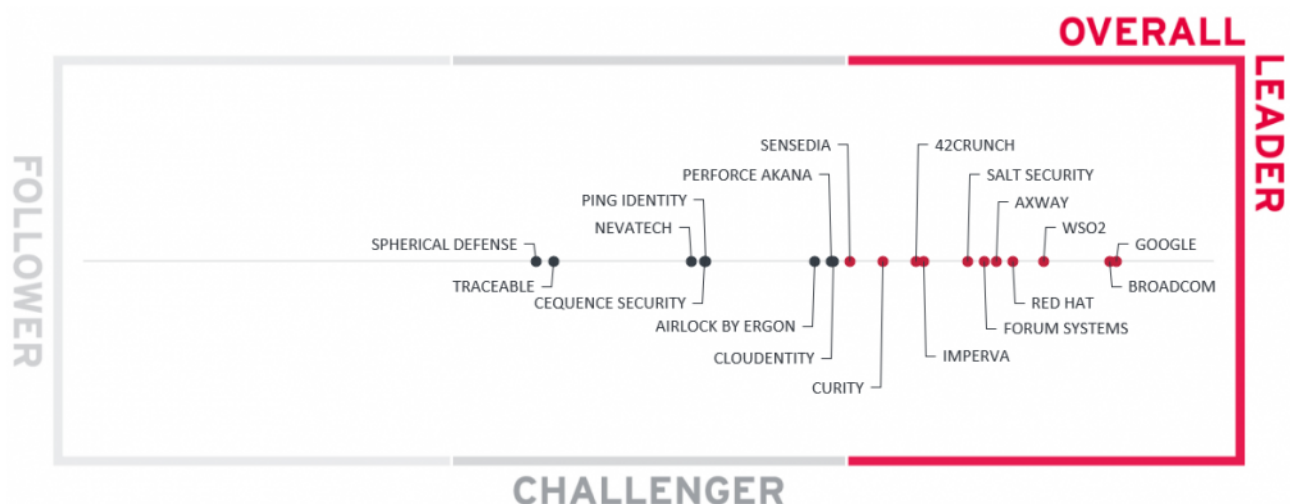 OVERALL
LEADER
FOLLOWER
SENSEDIA
42CRUNCH
PERFORCE AKANA
SALT SECURITY
PING IDENTITY
AXWAY
NEVATECH
WSO2
SPHERICAL DEFENSE
GOOGLE
TRACEABLE
BROADCOM
CEQUENCE SECURITY
RED HAT
AIRLOCK BY ERGON
FORUM SYSTEMS
CLOUDENTITY
IMPERVA
CURITY
CHALLENGER